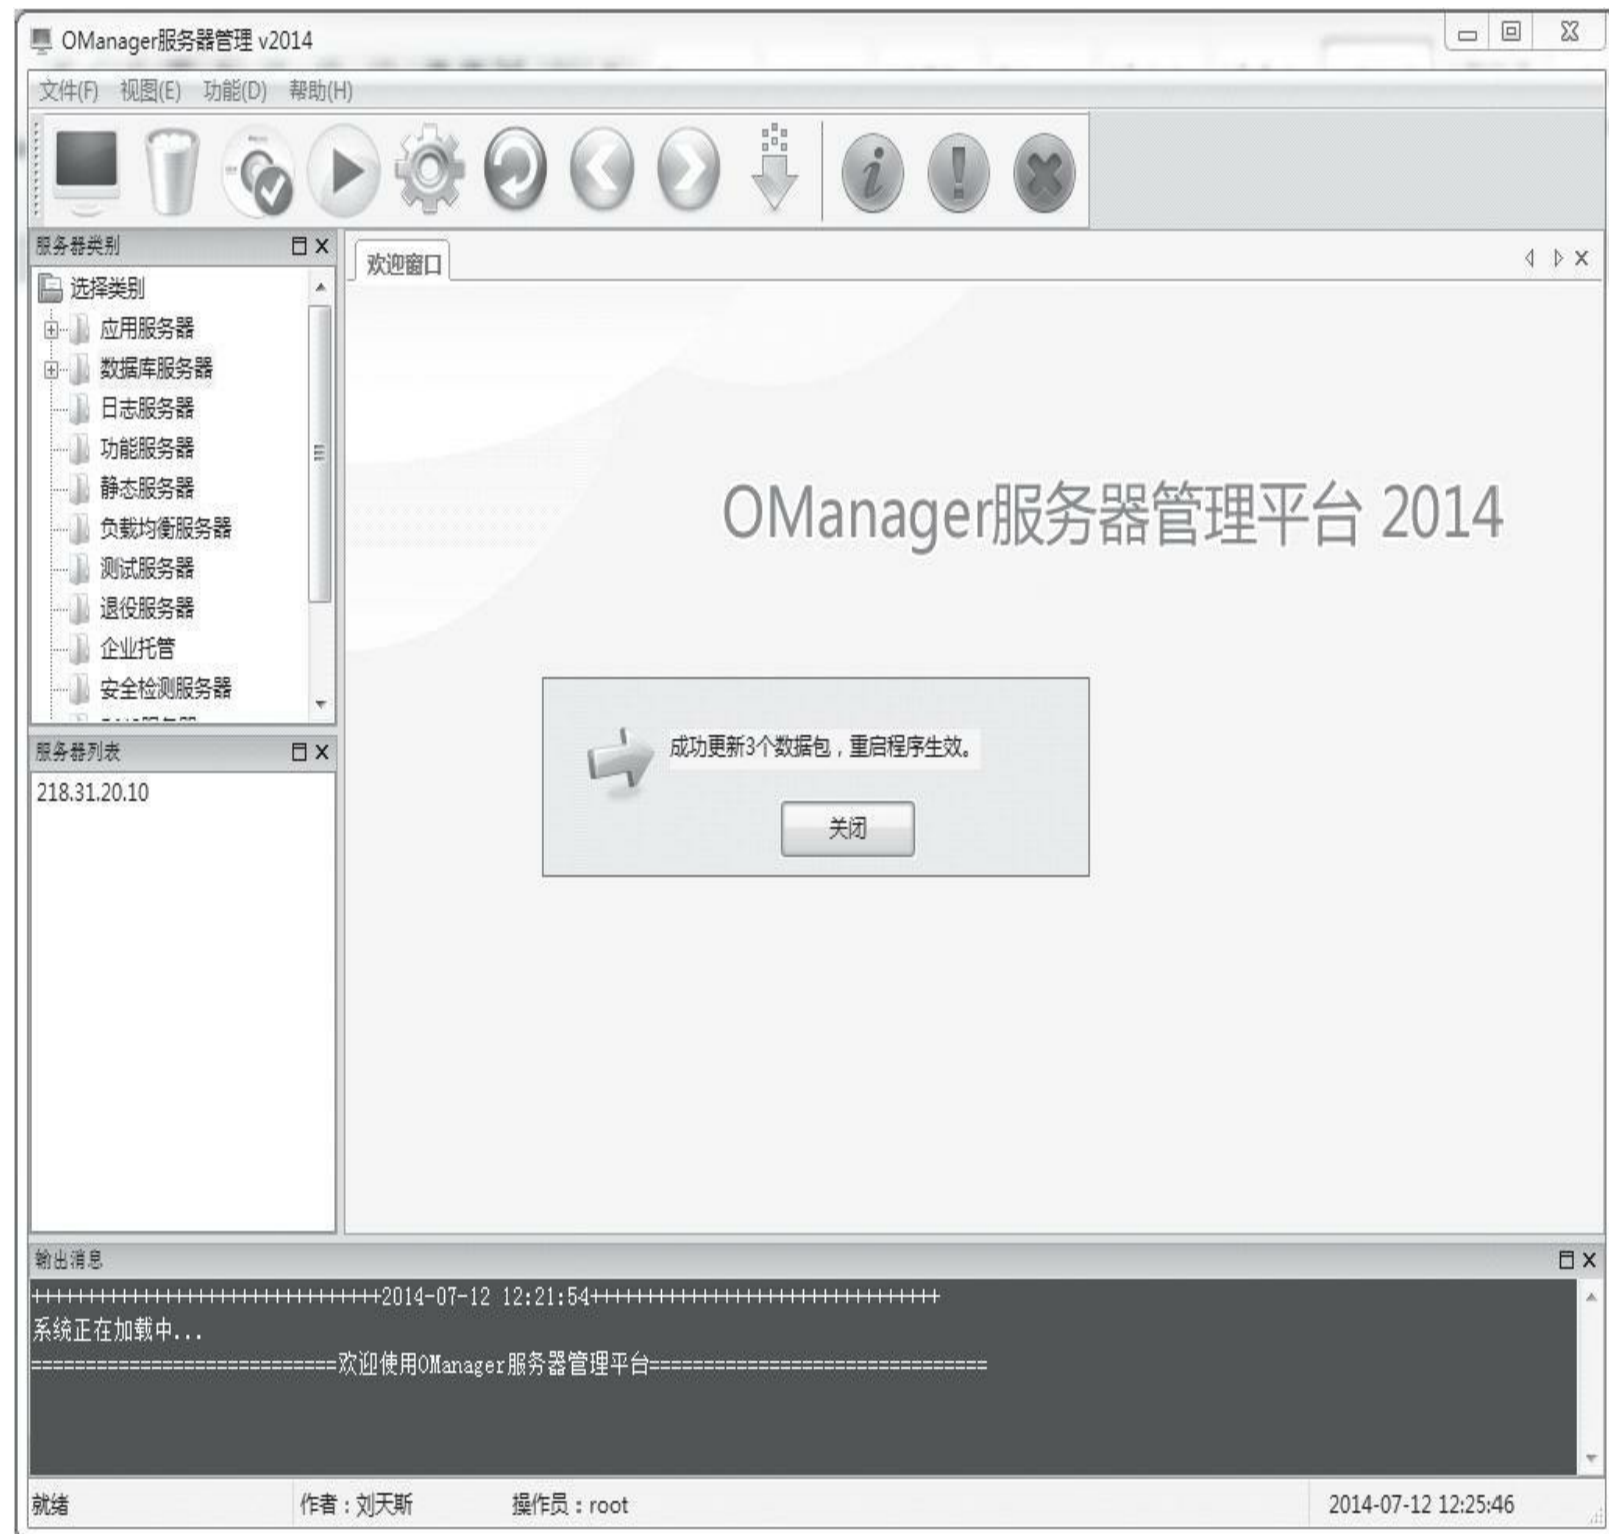 OManager服务器管理 v2014
文件(F) 视图(E) 功能(D) 帮助(H)
服务器类别
选择类别
应用服务器
数据库服务器
日志服务器
功能服务器
静态服务器
负载均衡服务器
测试服务器
退役服务器
企业托管
安全检测服务器
服务器列表
218.31.20.10
欢迎窗口
OManager服务器管理平台 2014
成功更新3个数据包，重启程序生效。
关闭
输出消息
++++++++++++++++++++++++++++++++2014-07-12 12:21:54++++++++++++++++++++++++++++++++
系统正在加载中...
============================欢迎使用OManager服务器管理平台===============================
就绪 作者：刘天斯 操作员：root 2014-07-12 12:25:46